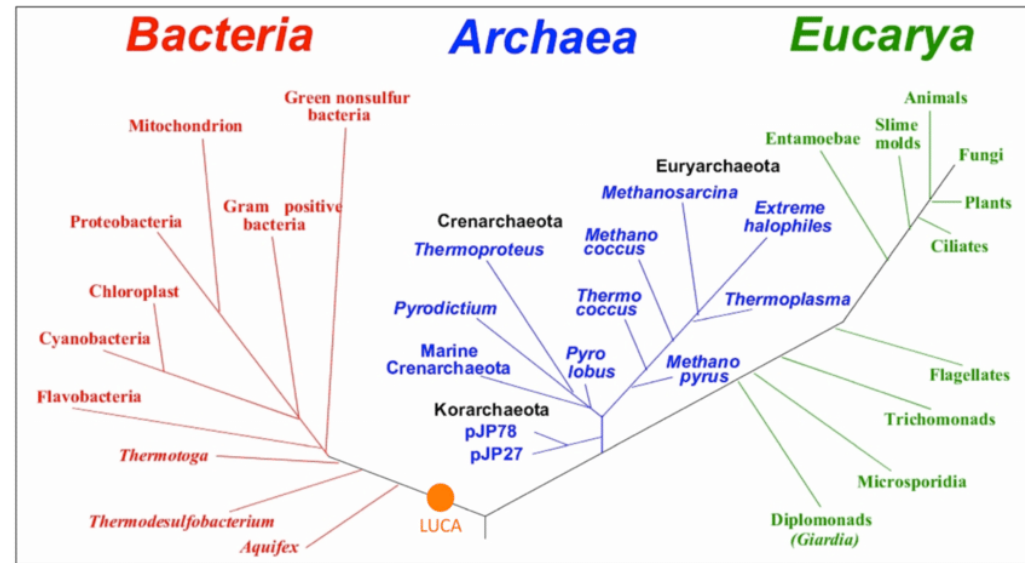 Bacteria
Archaea
Eucarya
Green nonsulfur
bacteria
Mitochondrion
Proteobacteria
Gram positive
bacteria
Chloroplast
Cyanobacteria
Flavobacteria
Thermotoga
Thermodesulfobacterium
Aquifex
LUCA
Crenarchaeota
Thermoproteus
Pyrodictium
Marine
Crenarchaeota
Pyro
lobus
Korarchaeota
pJP78
pJP27
Euryarchaeota
Methanosarcina
Extreme
halophiles
Methano
coccus
Thermo
coccus
Thermoplasma
Methano
pyrus
Animals
Slime
molds
Entamoebae
Fungi
Plants
Ciliates
Flagellates
Trichomonads
Microsporidia
Diplomonads
(Giardia)